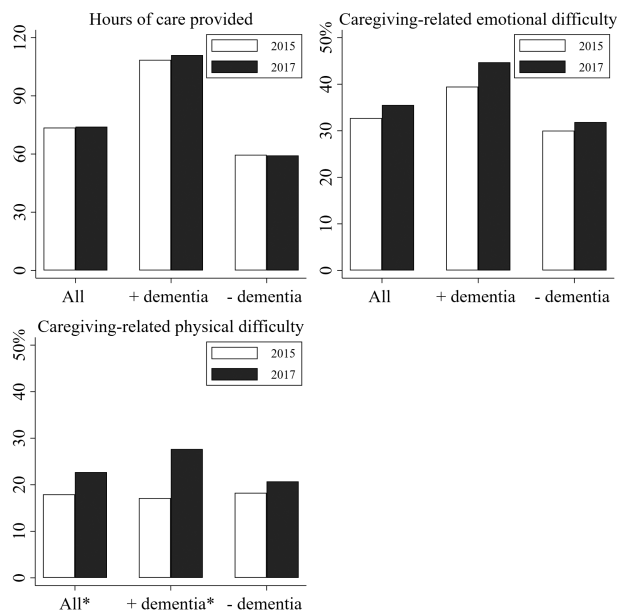 Hours of care provided
120
90
60
30
0
2015
2017
All
+ dementia
- dementia
Caregiving-related emotional difficulty
50%
40
30
20
10
0
2015
2017
All
+ dementia
- dementia
Caregiving-related physical difficulty
50%
40
30
20
10
0
2015
2017
All*
+ dementia*
- dementia